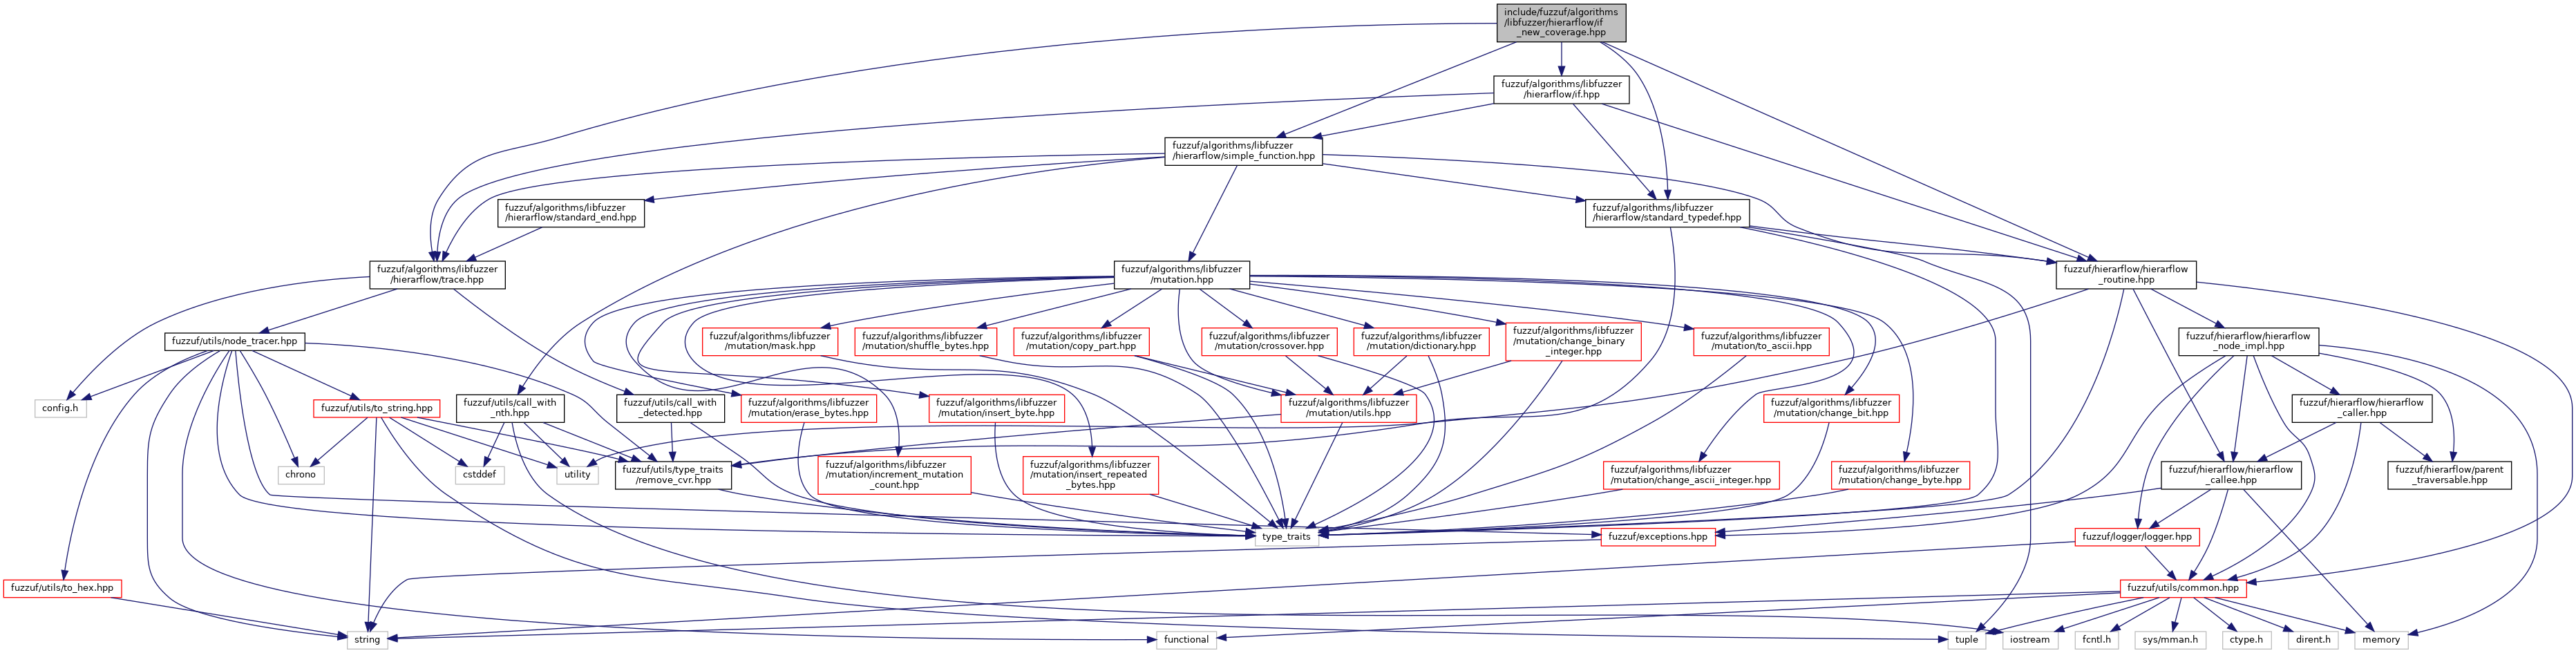 include/fuzzuf/algorithms
/libfuzzer/hierarflow/if
_new_coverage.hpp
fuzzuf/algorithms/libfuzzer
/hierarflow/if.hpp
fuzzuf/algorithms/libfuzzer
/hierarflow/simple_function.hpp
fuzzuf/algorithms/libfuzzer
/hierarflow/standard_end.hpp
fuzzuf/algorithms/libfuzzer
/hierarflow/standard_typedef.hpp
fuzzuf/algorithms/libfuzzer
/hierarflow/trace.hpp
fuzzuf/algorithms/libfuzzer
/mutation.hpp
fuzzuf/hierarflow/hierarflow
_routine.hpp
fuzzuf/utils/node_tracer.hpp
fuzzuf/algorithms/libfuzzer
/mutation/mask.hpp
fuzzuf/algorithms/libfuzzer
/mutation/shuffle_bytes.hpp
fuzzuf/algorithms/libfuzzer
/mutation/copy_part.hpp
fuzzuf/algorithms/libfuzzer
/mutation/crossover.hpp
fuzzuf/algorithms/libfuzzer
/mutation/dictionary.hpp
fuzzuf/algorithms/libfuzzer
/mutation/change_binary
_integer.hpp
fuzzuf/algorithms/libfuzzer
/mutation/to_ascii.hpp
fuzzuf/hierarflow/hierarflow
_node_impl.hpp
config.h
fuzzuf/utils/to_string.hpp
fuzzuf/utils/call_with
_nth.hpp
fuzzuf/utils/call_with
_detected.hpp
fuzzuf/algorithms/libfuzzer
/mutation/erase_bytes.hpp
fuzzuf/algorithms/libfuzzer
/mutation/insert_byte.hpp
fuzzuf/algorithms/libfuzzer
/mutation/utils.hpp
fuzzuf/algorithms/libfuzzer
/mutation/change_bit.hpp
fuzzuf/hierarflow/hierarflow
_caller.hpp
chrono
cstddef
utility
fuzzuf/utils/type_traits
/remove_cvr.hpp
fuzzuf/algorithms/libfuzzer
/mutation/increment_mutation
_count.hpp
fuzzuf/algorithms/libfuzzer
/mutation/insert_repeated
_bytes.hpp
fuzzuf/algorithms/libfuzzer
/mutation/change_ascii_integer.hpp
fuzzuf/algorithms/libfuzzer
/mutation/change_byte.hpp
fuzzuf/hierarflow/hierarflow
_callee.hpp
fuzzuf/hierarflow/parent
_traversable.hpp
type_traits
fuzzuf/exceptions.hpp
fuzzuf/logger/logger.hpp
fuzzuf/utils/to_hex.hpp
fuzzuf/utils/common.hpp
string
functional
tuple
iostream
fcntl.h
sys/mman.h
ctype.h
dirent.h
memory